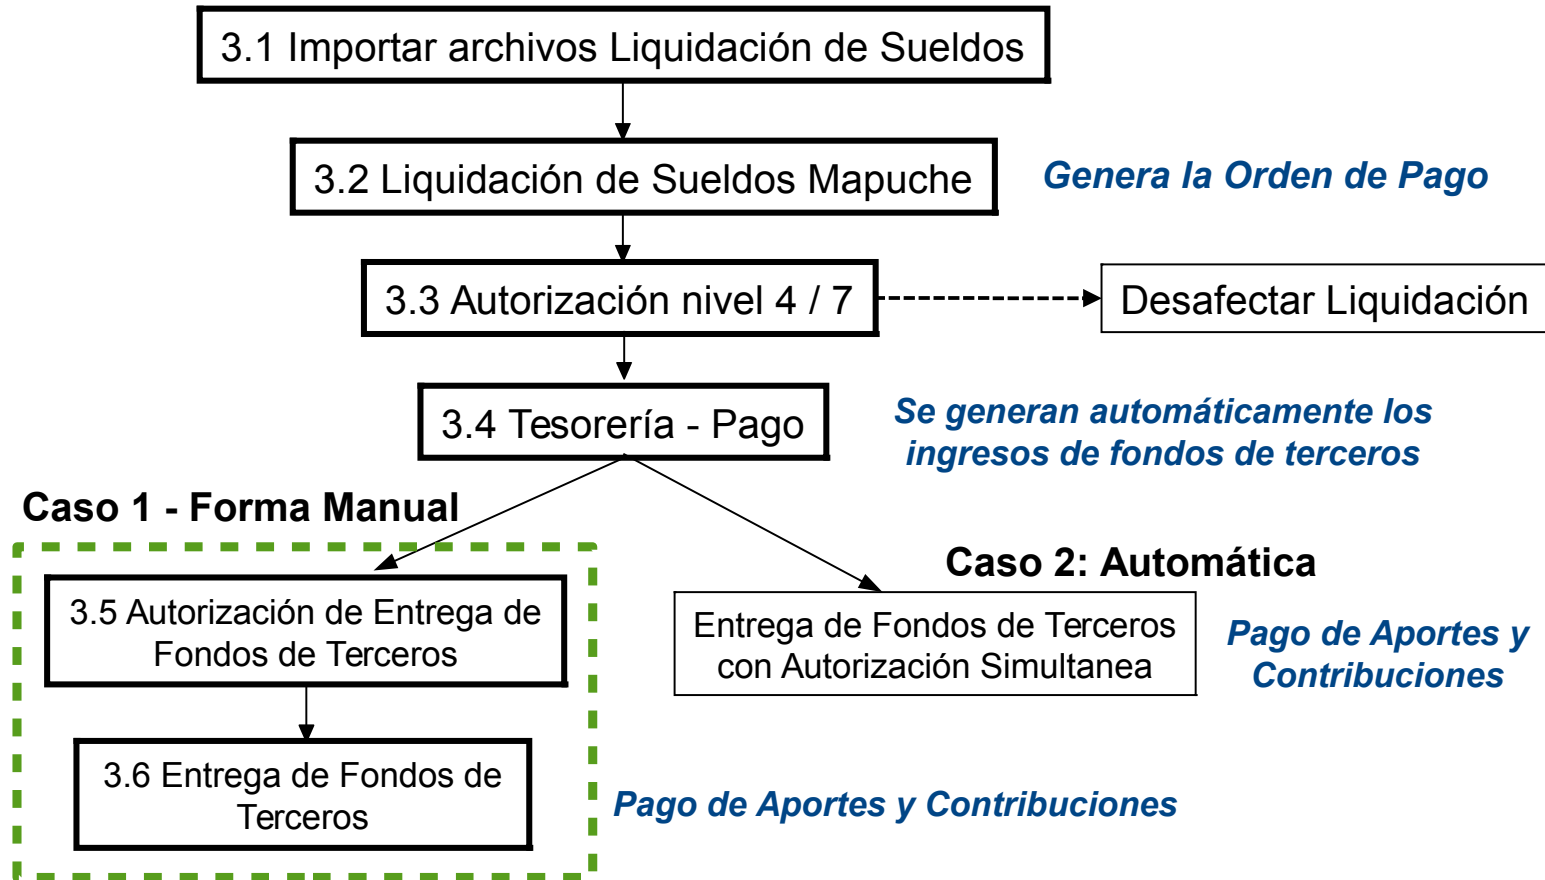 3.1 Importar archivos Liquidación de Sueldos
3.2 Liquidación de Sueldos Mapuche
Genera la Orden de Pago
3.3 Autorización nivel 4 / 7
Desafectar Liquidación
3.4 Tesorería - Pago
Se generan automáticamente los
ingresos de fondos de terceros
Caso 1 - Forma Manual
3.5 Autorización de Entrega de
Fondos de Terceros
3.6 Entrega de Fondos de
Terceros
Pago de Aportes y Contribuciones
Caso 2: Automática
Entrega de Fondos de Terceros
con Autorización Simultanea
Pago de Aportes y
Contribuciones